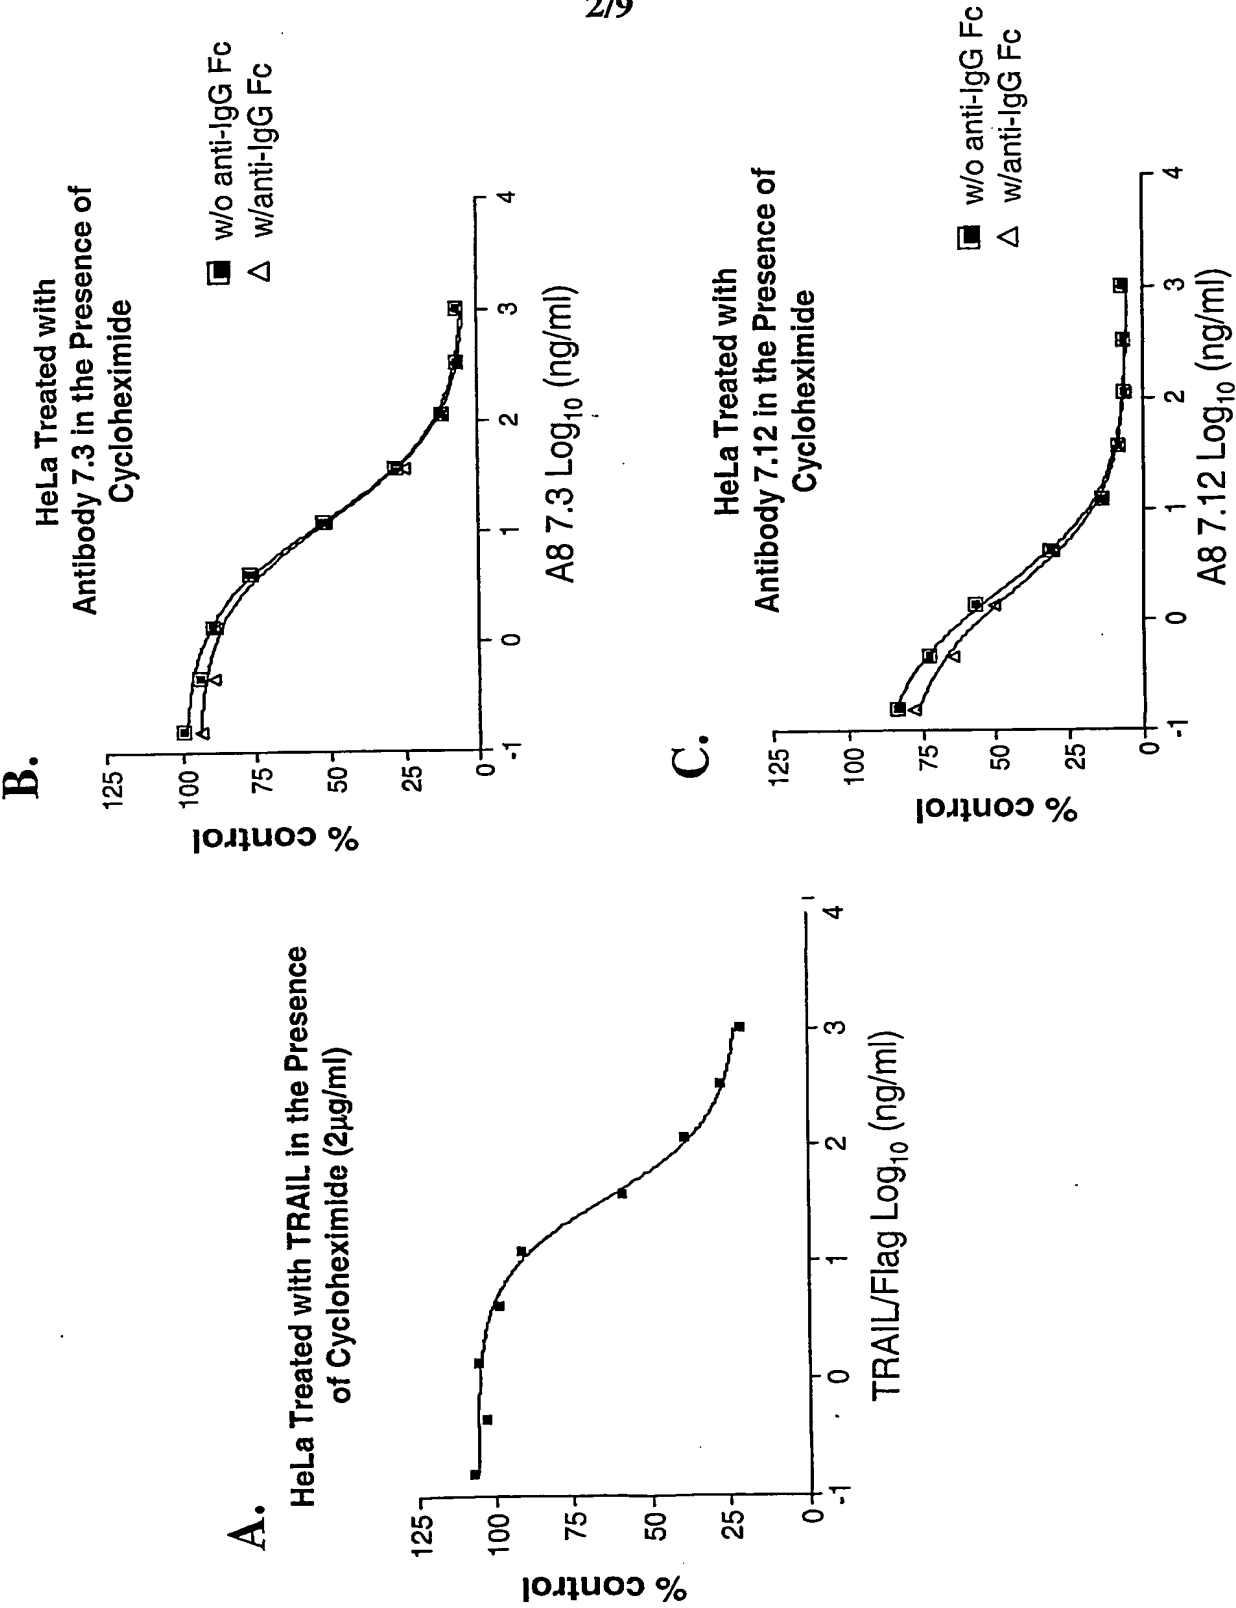 2/9
A.
HeLa Treated with TRAIL in the Presence
of Cycloheximide (2µg/ml)
% control
125
100
75
50
25
0
-1
0
1
2
3
4
TRAIL/Flag Log10 (ng/ml)
B.
HeLa Treated with
Antibody 7.3 in the Presence of
Cycloheximide
w/o anti-IgG Fc
w/anti-IgG Fc
% control
125
100
75
50
25
0
-1
0
1
2
3
4
A8 7.3 Log10 (ng/ml)
C.
HeLa Treated with
Antibody 7.12 in the Presence of
Cycloheximide
w/o anti-IgG Fc
w/anti-IgG Fc
% control
125
100
75
50
25
0
-1
0
1
2
3
4
A8 7.12 Log10 (ng/ml)